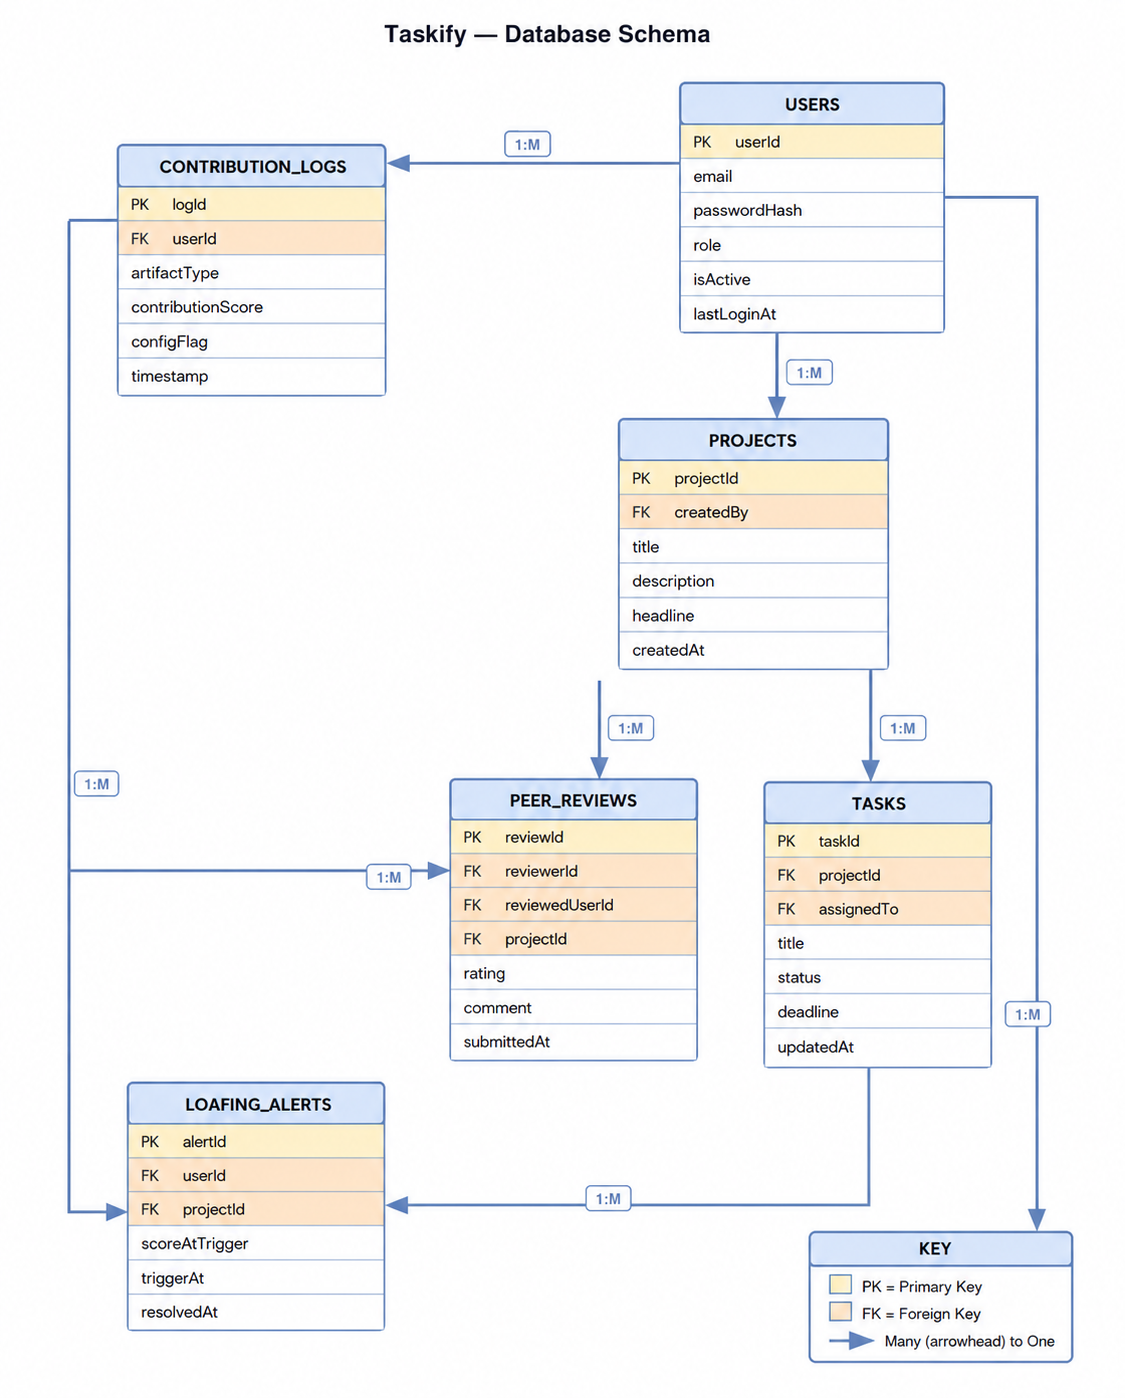 Taskify — Database Schema
USERS
PK userId
email
passwordHash
role
isActive
lastLoginAt
1:M
CONTRIBUTION_LOGS
PK logId
FK userId
artifactType
contributionScore
configFlag
timestamp
1:M
PROJECTS
PK projectId
FK createdBy
title
description
headline
createdAt
1:M
1:M
1:M
PEER_REVIEWS
PK reviewId
FK reviewerId
FK reviewedUserId
FK projectId
rating
comment
submittedAt
TASKS
PK taskId
FK projectId
FK assignedTo
title
status
deadline
updatedAt
1:M
1:M
LOAFING_ALERTS
PK alertId
FK userId
FK projectId
scoreAtTrigger
triggerAt
resolvedAt
1:M
KEY
PK = Primary Key
FK = Foreign Key
Many (arrowhead) to One